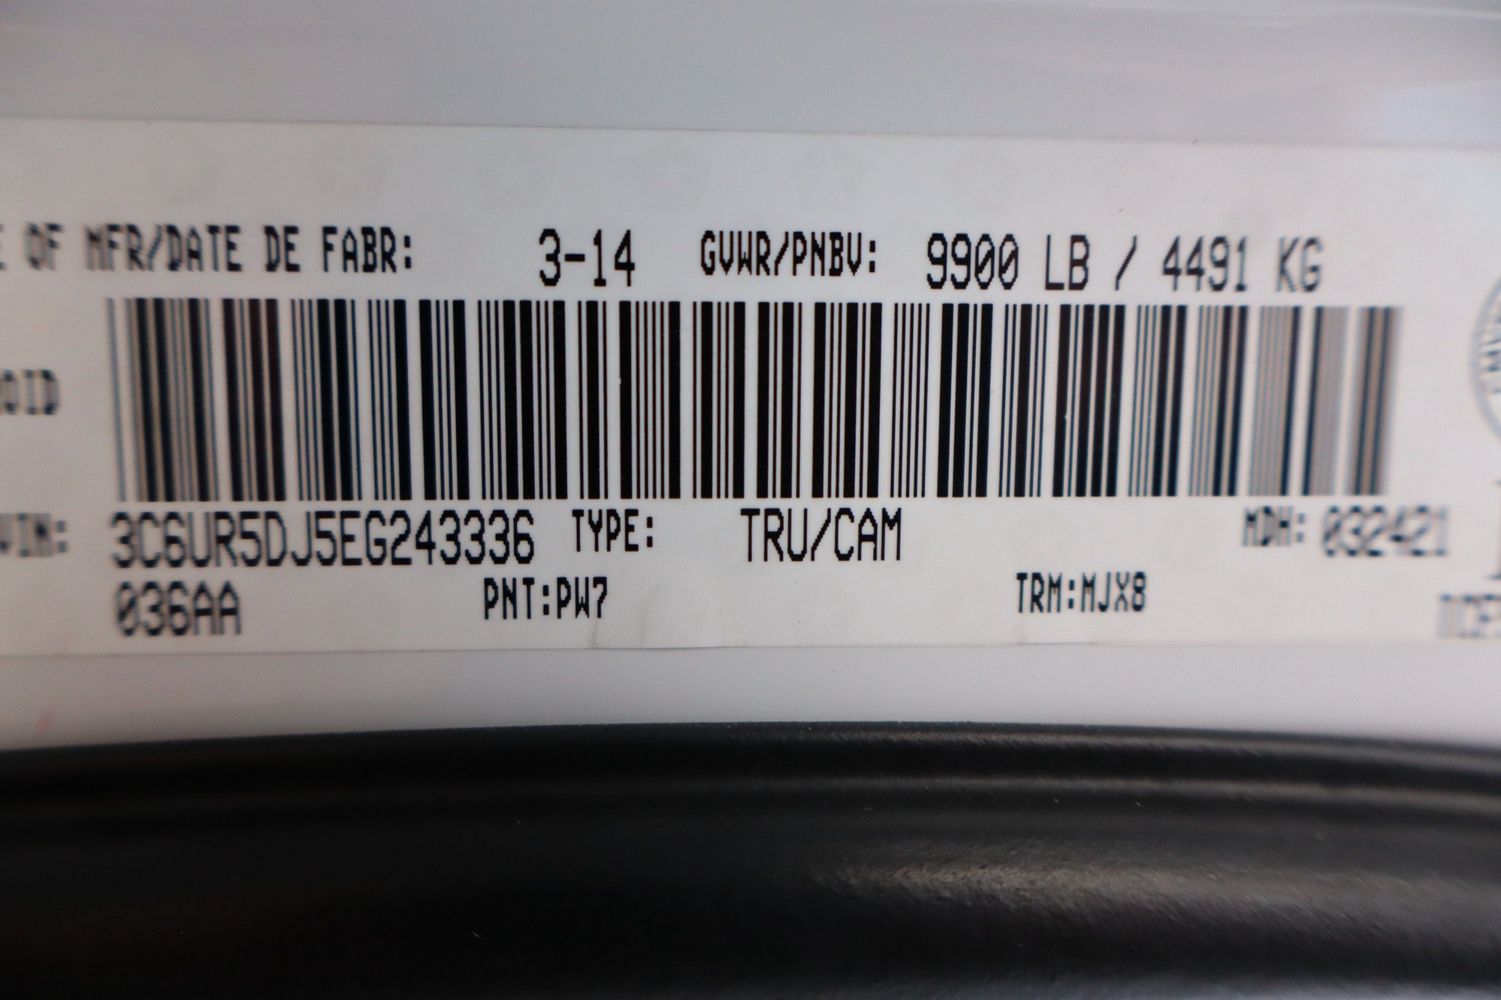 E OF MFR/DATE DE FABR: 3-14 GVWR/PNBV: 9900 LB / 4491 KG
VIN: 3C6UR5DJ5EG243336 TYPE: TRU/CAM MDH: 032421
036AA PNT:PW7 TRM:MJX8